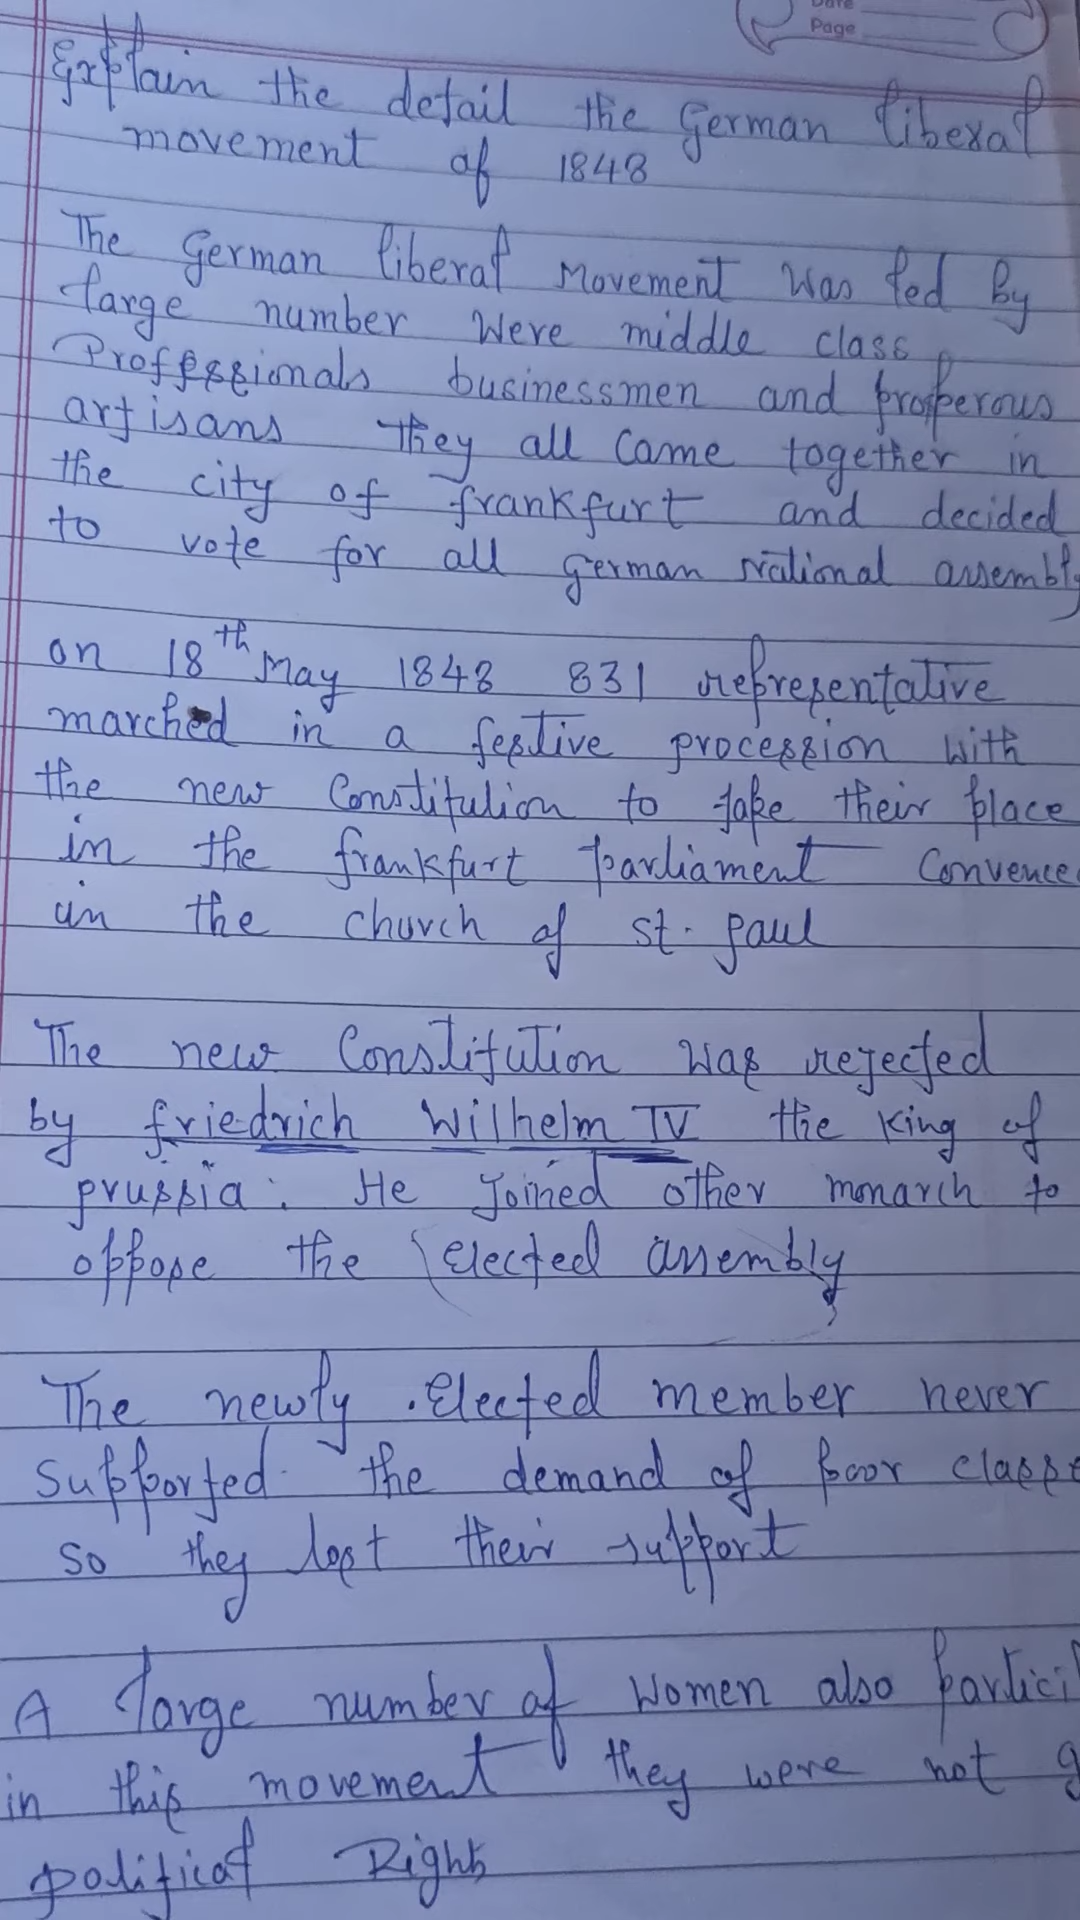 Date
Page
Explain the detail the German liberal
movement of 1848
The German liberal Movement was led by
large number were middle class
Professionals businessmen and prosperous
artisans They all came together in
the city of frankfurt and decided
to vote for all german national assembly
on 18th May 1848 831 representative
marched in a festive procession with
the new Constitution to take their place
in the frankfurt parliament Convence
in the church of st. paul
The new Constitution was rejected
by friedrich Wilhelm IV the king of
prussia. He joined other monarch to
oppose the elected assembly
The newly Elected member never
supported the demand of poor classe
so they lost their support
A large number of women also partici
in this movement they were not g
political Rights